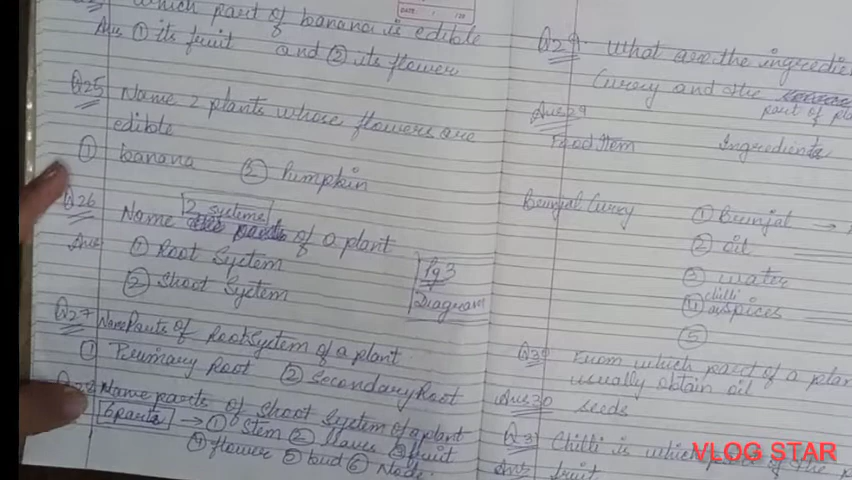 which part of banana is edible
Ans ① its fruit and ② its flower
Q25 Name 2 plants whose flowers are
edible
① banana ② Pumpkin
Q26 Name 2 systems of a plant
Ans ① Root System
② Shoot System
Pg 3
Diagram
Q27 Name Parts of Root System of a plant
① Primary Root ② Secondary Root
Q28 Name parts of Shoot System of a plant
6 parts → ① Stem ② leaves ③ fruit
④ flower ⑤ bud ⑥ Node.
DATE
Q29 What are the
Curry and the
part of
Ans 29
Food Item Ingredients
Beunjal Curry ① Beunjal →
② oil
③ water
④ chilli spices
⑤
Q30 From which part of a
usually obtain oil
Ans 30 seeds
Chilli is which part of the
Ans fruit
VLOG STAR